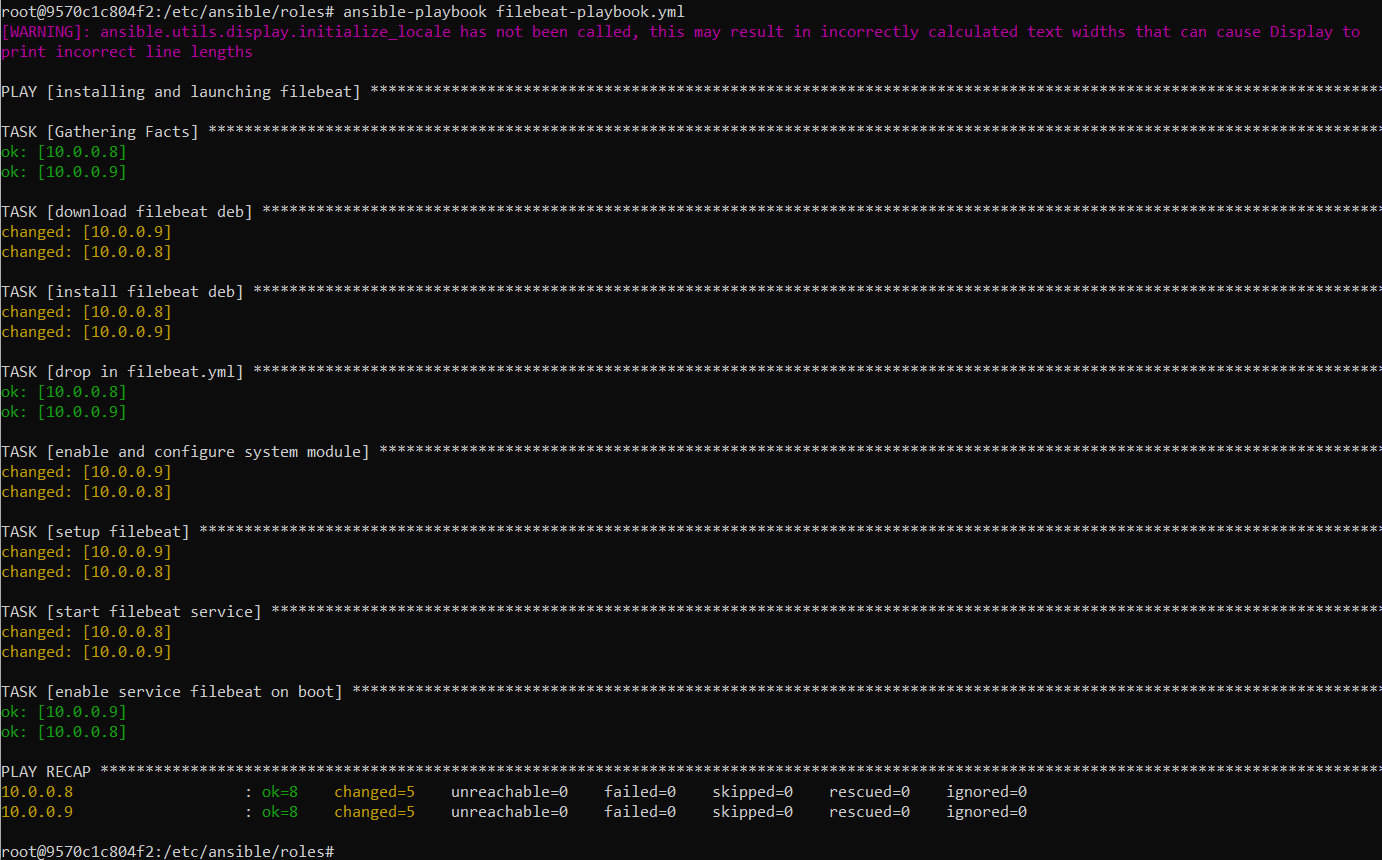 root@9570c1c804f2:/etc/ansible/roles# ansible-playbook filebeat-playbook.yml
[WARNING]: ansible.utils.display.initialize_locale has not been called, this may result in incorrectly calculated text widths that can cause Display to
print incorrect line lengths
PLAY [installing and launching filebeat] *****************************************************************************************************************
TASK [Gathering Facts] ***********************************************************************************************************************************
ok: [10.0.0.8]
ok: [10.0.0.9]
TASK [download filebeat deb] *****************************************************************************************************************************
changed: [10.0.0.9]
changed: [10.0.0.8]
TASK [install filebeat deb] ******************************************************************************************************************************
changed: [10.0.0.8]
changed: [10.0.0.9]
TASK [drop in filebeat.yml] ******************************************************************************************************************************
ok: [10.0.0.8]
ok: [10.0.0.9]
TASK [enable and configure system module] ****************************************************************************************************************
changed: [10.0.0.9]
changed: [10.0.0.8]
TASK [setup filebeat] ************************************************************************************************************************************
changed: [10.0.0.9]
changed: [10.0.0.8]
TASK [start filebeat service] ****************************************************************************************************************************
changed: [10.0.0.8]
changed: [10.0.0.9]
TASK [enable service filebeat on boot] *******************************************************************************************************************
ok: [10.0.0.9]
ok: [10.0.0.8]
PLAY RECAP ***********************************************************************************************************************************************
10.0.0.8                   : ok=8    changed=5    unreachable=0    failed=0    skipped=0    rescued=0    ignored=0
10.0.0.9                   : ok=8    changed=5    unreachable=0    failed=0    skipped=0    rescued=0    ignored=0
root@9570c1c804f2:/etc/ansible/roles#